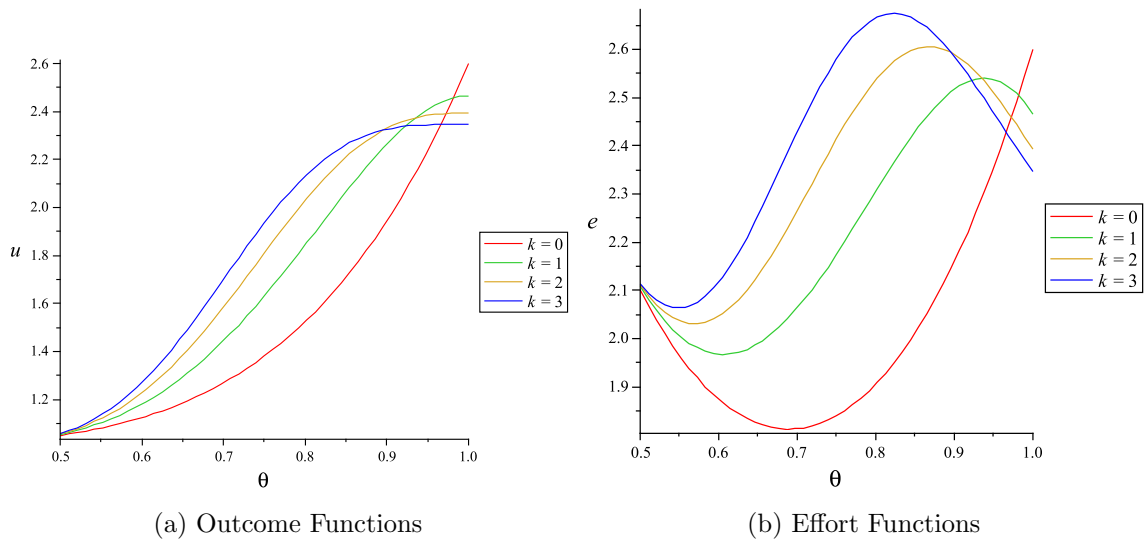 2.6
2.4
2.2
2.0
u
1.8
1.6
1.4
1.2
0.5 0.6 0.7 0.8 0.9 1.0
θ
k = 0
k = 1
k = 2
k = 3
(a) Outcome Functions
2.6
2.5
2.4
2.3
e
2.2
2.1
2.0
1.9
0.5 0.6 0.7 0.8 0.9 1.0
θ
k = 0
k = 1
k = 2
k = 3
(b) Effort Functions